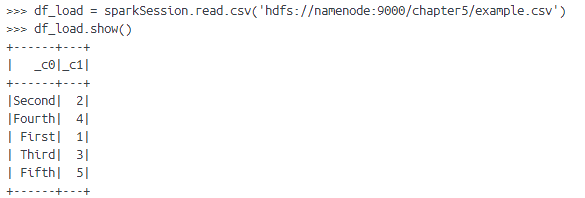 >>> df_load = sparkSession.read.csv('hdfs://namenode:9000/chapter5/example.csv')
>>> df_load.show()
+------+---+
|   _c0|_c1|
+------+---+
|Second|  2|
|Fourth|  4|
| First|  1|
| Third|  3|
| Fifth|  5|
+------+---+